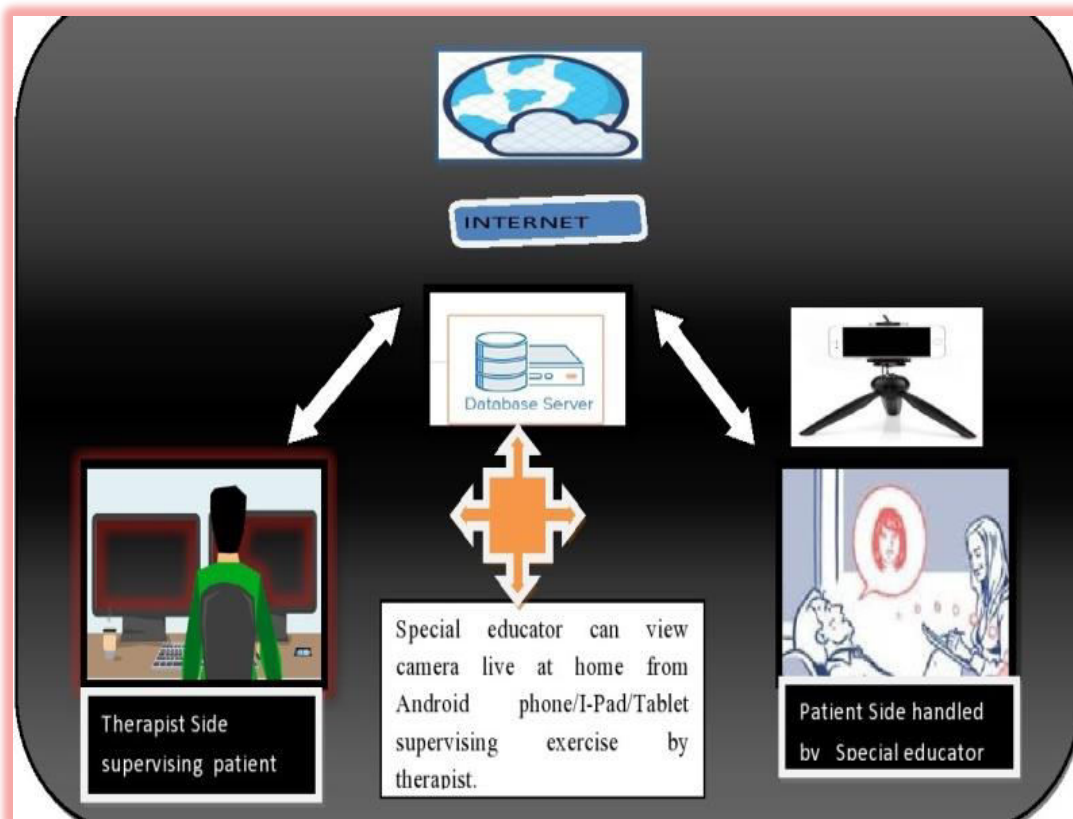 INTERNET
Database Server
Special educator can view
camera live at home from
Android phone/I-Pad/Tablet
supervising exercise by
therapist.
Therapist Side
supervising patient
Patient Side handled
by Special educator